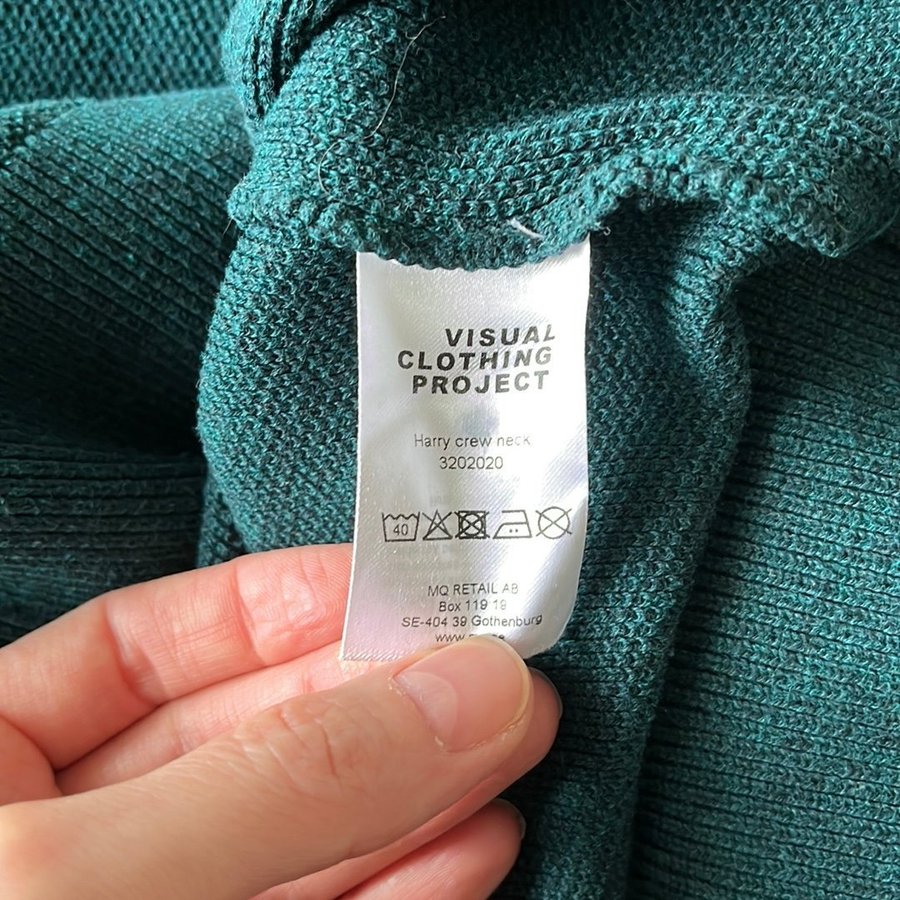 VISUAL
CLOTHING
PROJECT
Harry crew neck
3202020
40
MQ RETAIL AB
Box 119 19
SE-404 39 Gothenburg